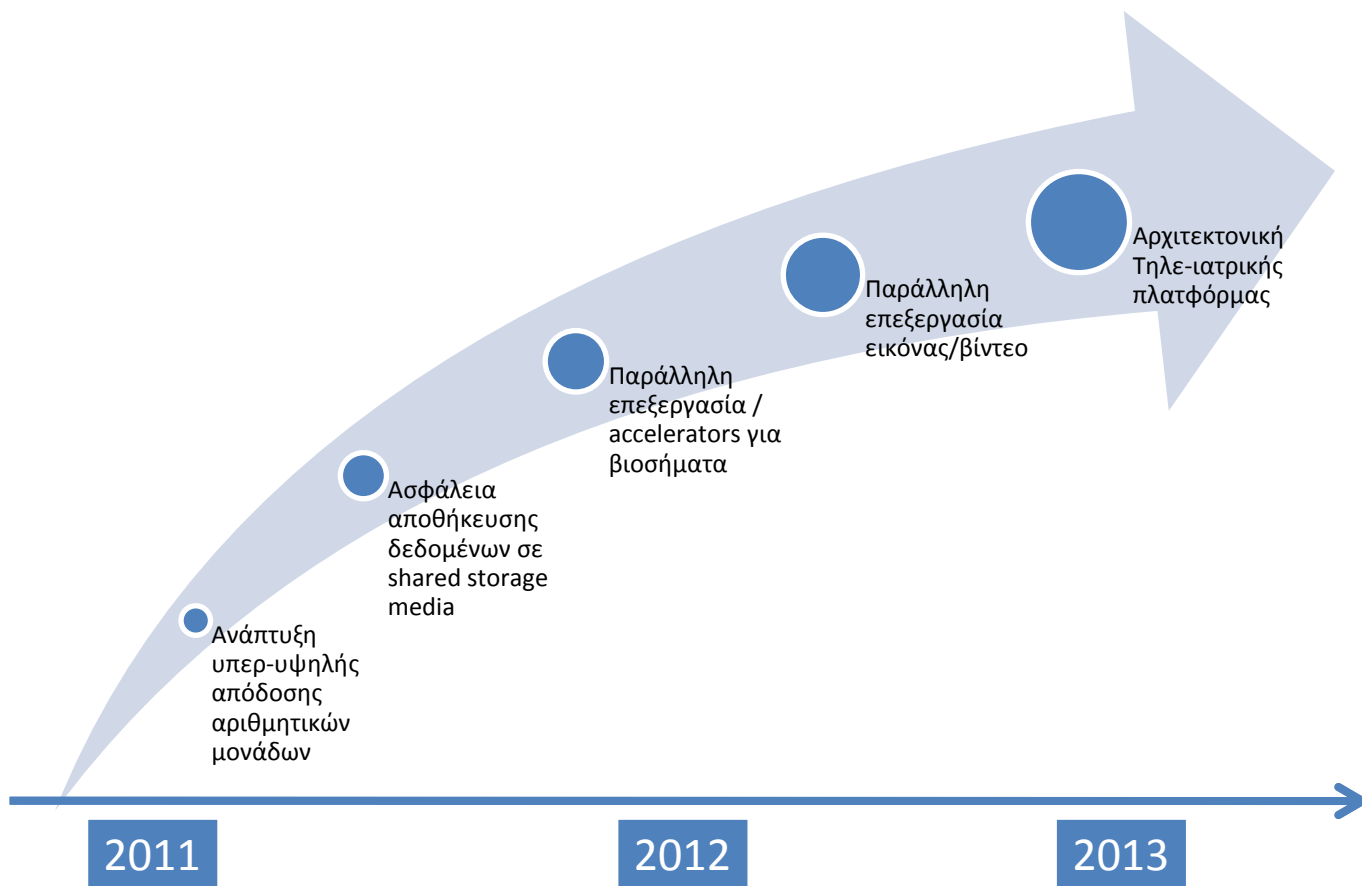 Ανάπτυξη
υπερ-υψηλής
απόδοσης
αριθμητικών
μονάδων
Ασφάλεια
αποθήκευσης
δεδομένων σε
shared storage
media
Παράλληλη
επεξεργασία /
accelerators για
βιοσήματα
Παράλληλη
επεξεργασία
εικόνας/βίντεο
Αρχιτεκτονική
Τηλε-ιατρικής
πλατφόρμας
2011
2012
2013